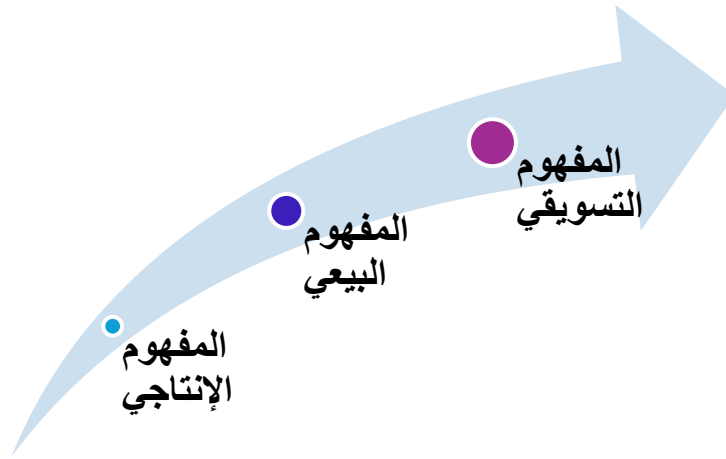 المفهوم
التسويقي
المفهوم
البيعي
المفهوم
الإنتاجي